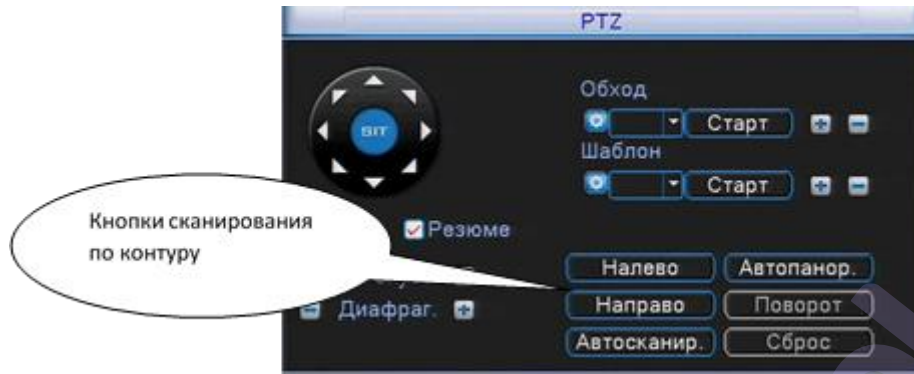 PTZ
Обход
SIT
Старт
Шаблон
Старт
Кнопки сканирования
по контуру
Резюме
Налево Автопанор.
Диафраг. Направо Поворот
Автосканир. Сброс